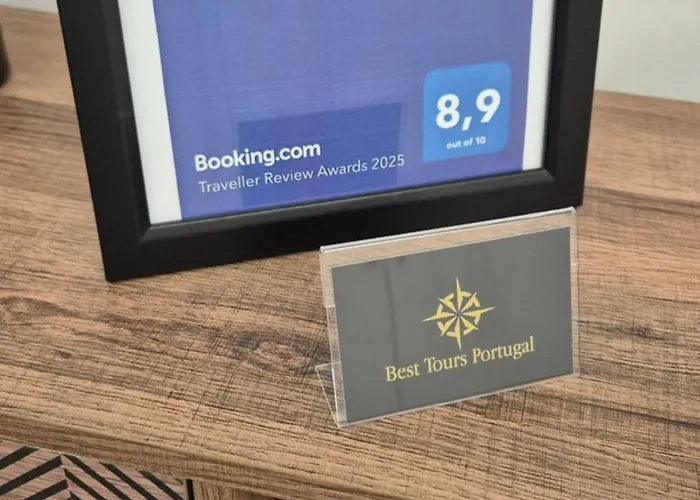 8,9
out of 10
Booking.com
Traveller Review Awards 2025
Best Tours Portugal